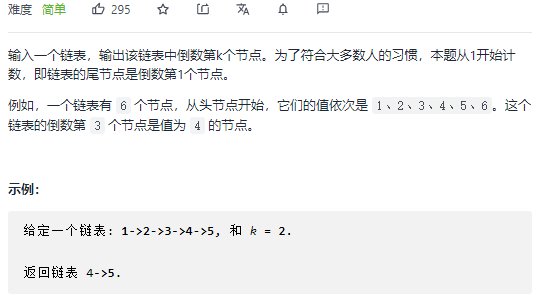 难度 简单 295
输入一个链表，输出该链表中倒数第k个节点。为了符合大多数人的习惯，本题从1开始计
数，即链表的尾节点是倒数第1个节点。
例如，一个链表有 6 个节点，从头节点开始，它们的值依次是 1、2、3、4、5、6。这个
链表的倒数第 3 个节点是值为 4 的节点。
示例：
给定一个链表: 1->2->3->4->5, 和 k = 2.
返回链表 4->5.